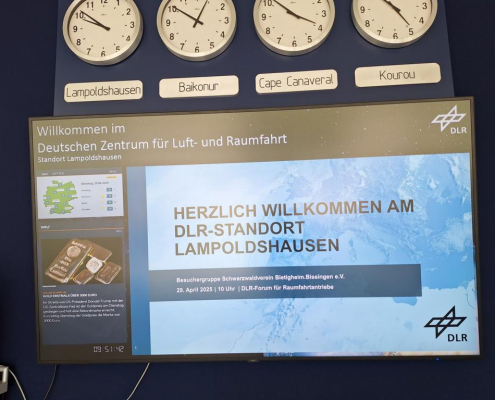 Lampoldshausen
Baikonur
Cape Canaveral
Kourou
Willkommen im
Deutschen Zentrum für Luft- und Raumfahrt
Standort Lampoldshausen
DLR
HERZLICH WILLKOMMEN AM
DLR-STANDORT
LAMPOLDSHAUSEN
Besuchergruppe Schwarzwaldverein Bietigheim.Bissingen e.V.
29. April 2025 | 10 Uhr | DLR-Forum für Raumfahrtantriebe
DLR
09:51:42